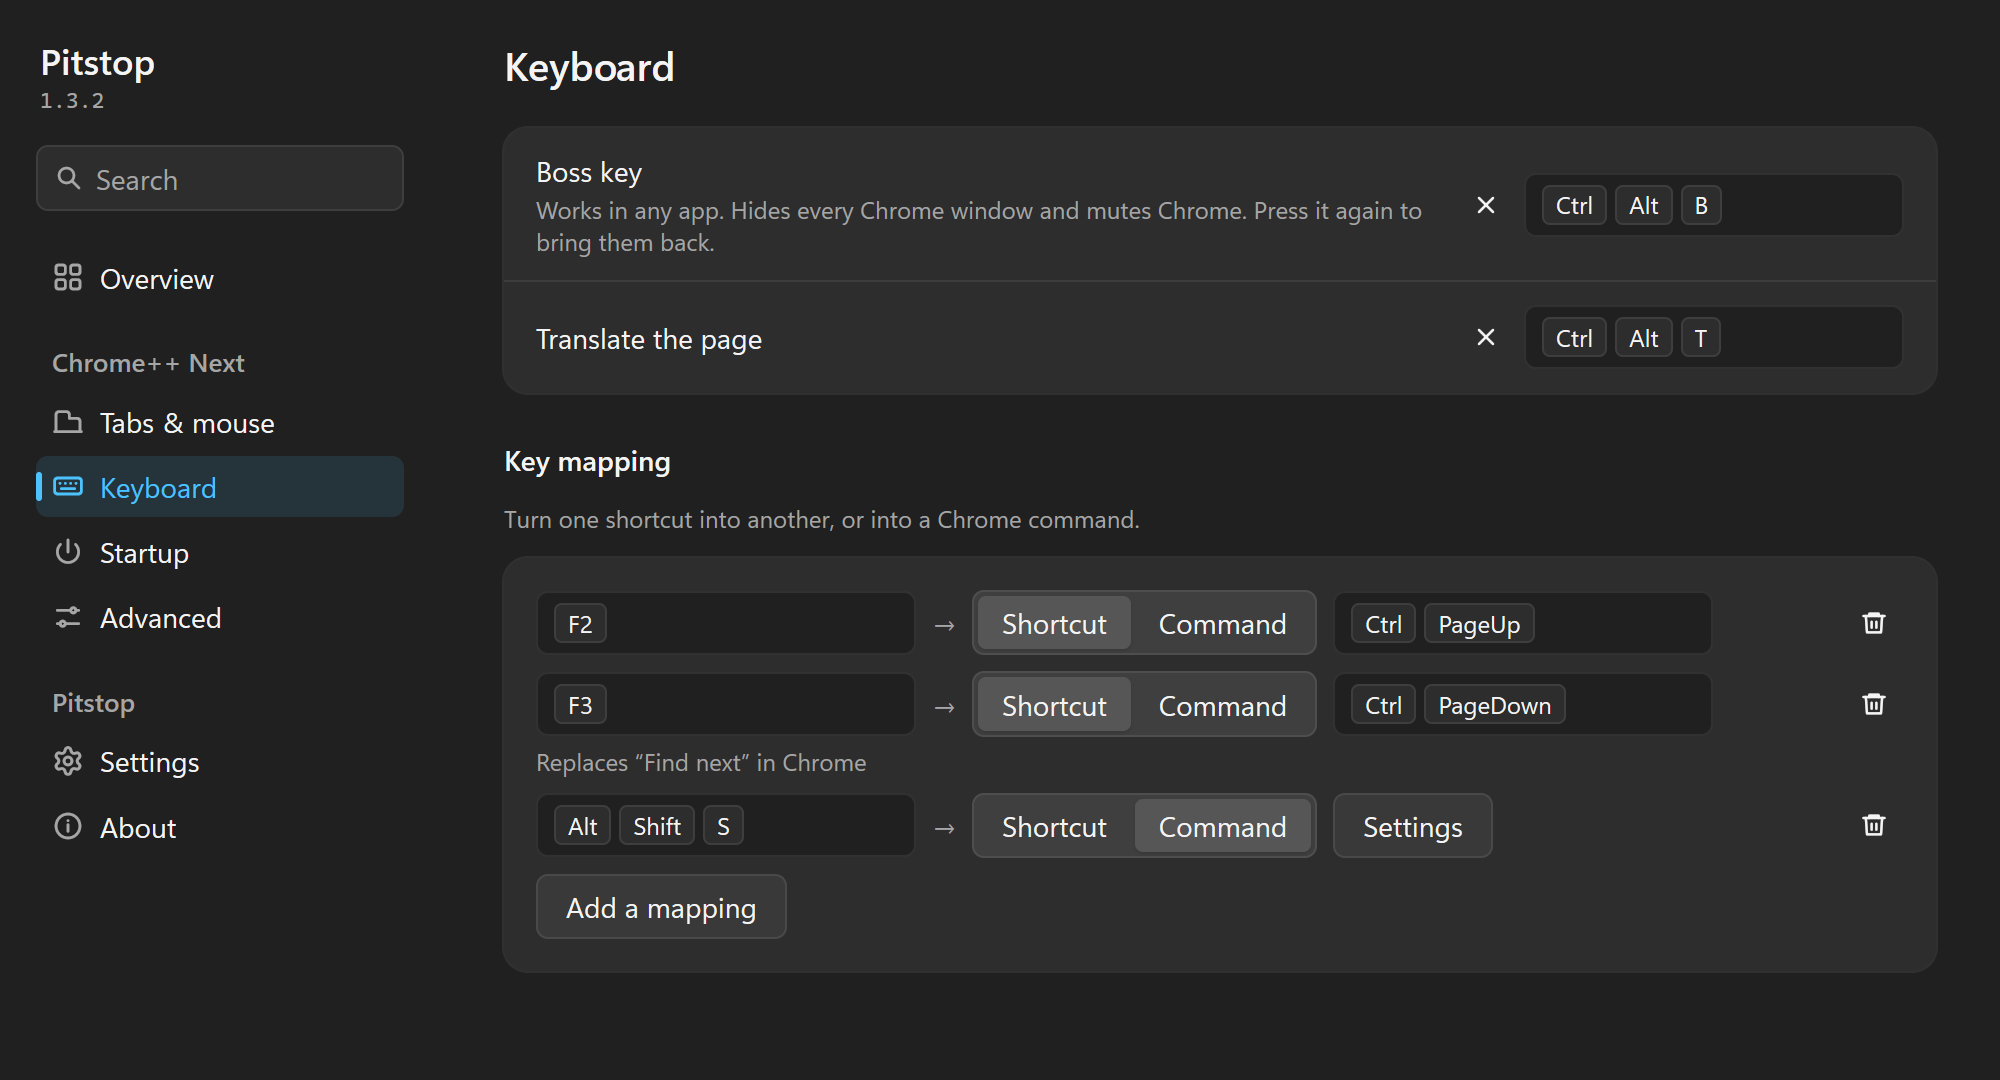 Pitstop
1.3.2
Search
Overview
Chrome++ Next
Tabs & mouse
Keyboard
Startup
Advanced
Pitstop
Settings
About
Keyboard
Boss key
Works in any app. Hides every Chrome window and mutes Chrome. Press it again to
bring them back.
Ctrl Alt B
Translate the page
Ctrl Alt T
Key mapping
Turn one shortcut into another, or into a Chrome command.
F2 → Shortcut Command Ctrl PageUp
F3 → Shortcut Command Ctrl PageDown
Replaces “Find next” in Chrome
Alt Shift S → Shortcut Command Settings
Add a mapping